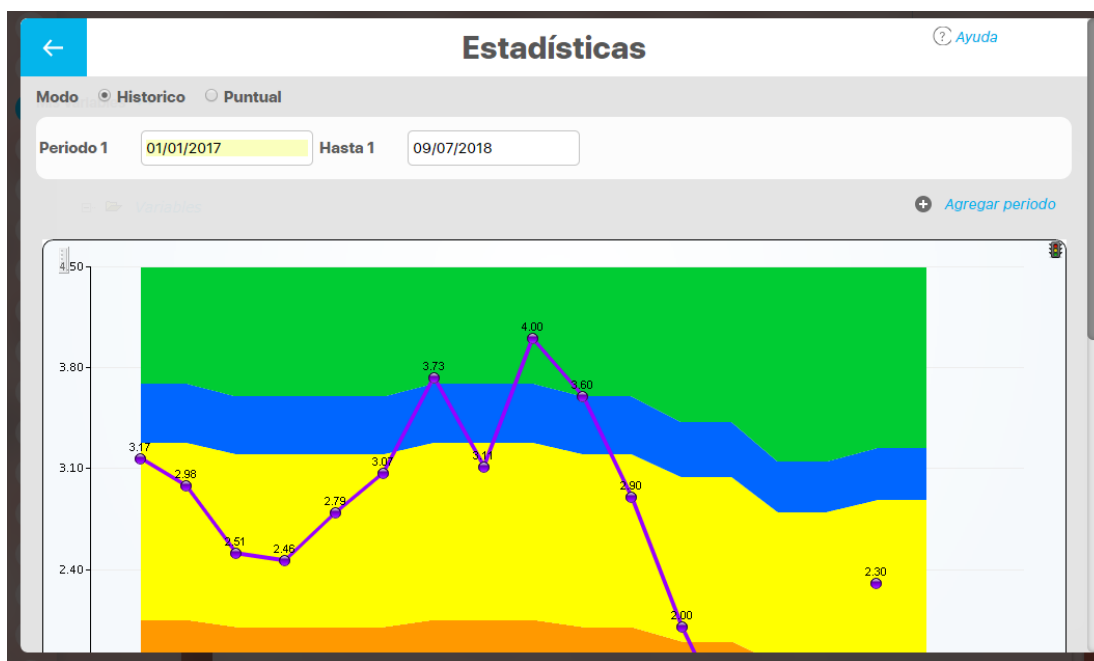 Estadísticas
Ayuda
Modo Historico Puntual
Periodo 1 01/01/2017 Hasta 1 09/07/2018
Variables
Agregar periodo
4.50
4.00
3.80
3.73
3.60
3.17
3.11
3.10
2.98
2.90
2.79
2.51
2.46
2.40
2.30
2.00